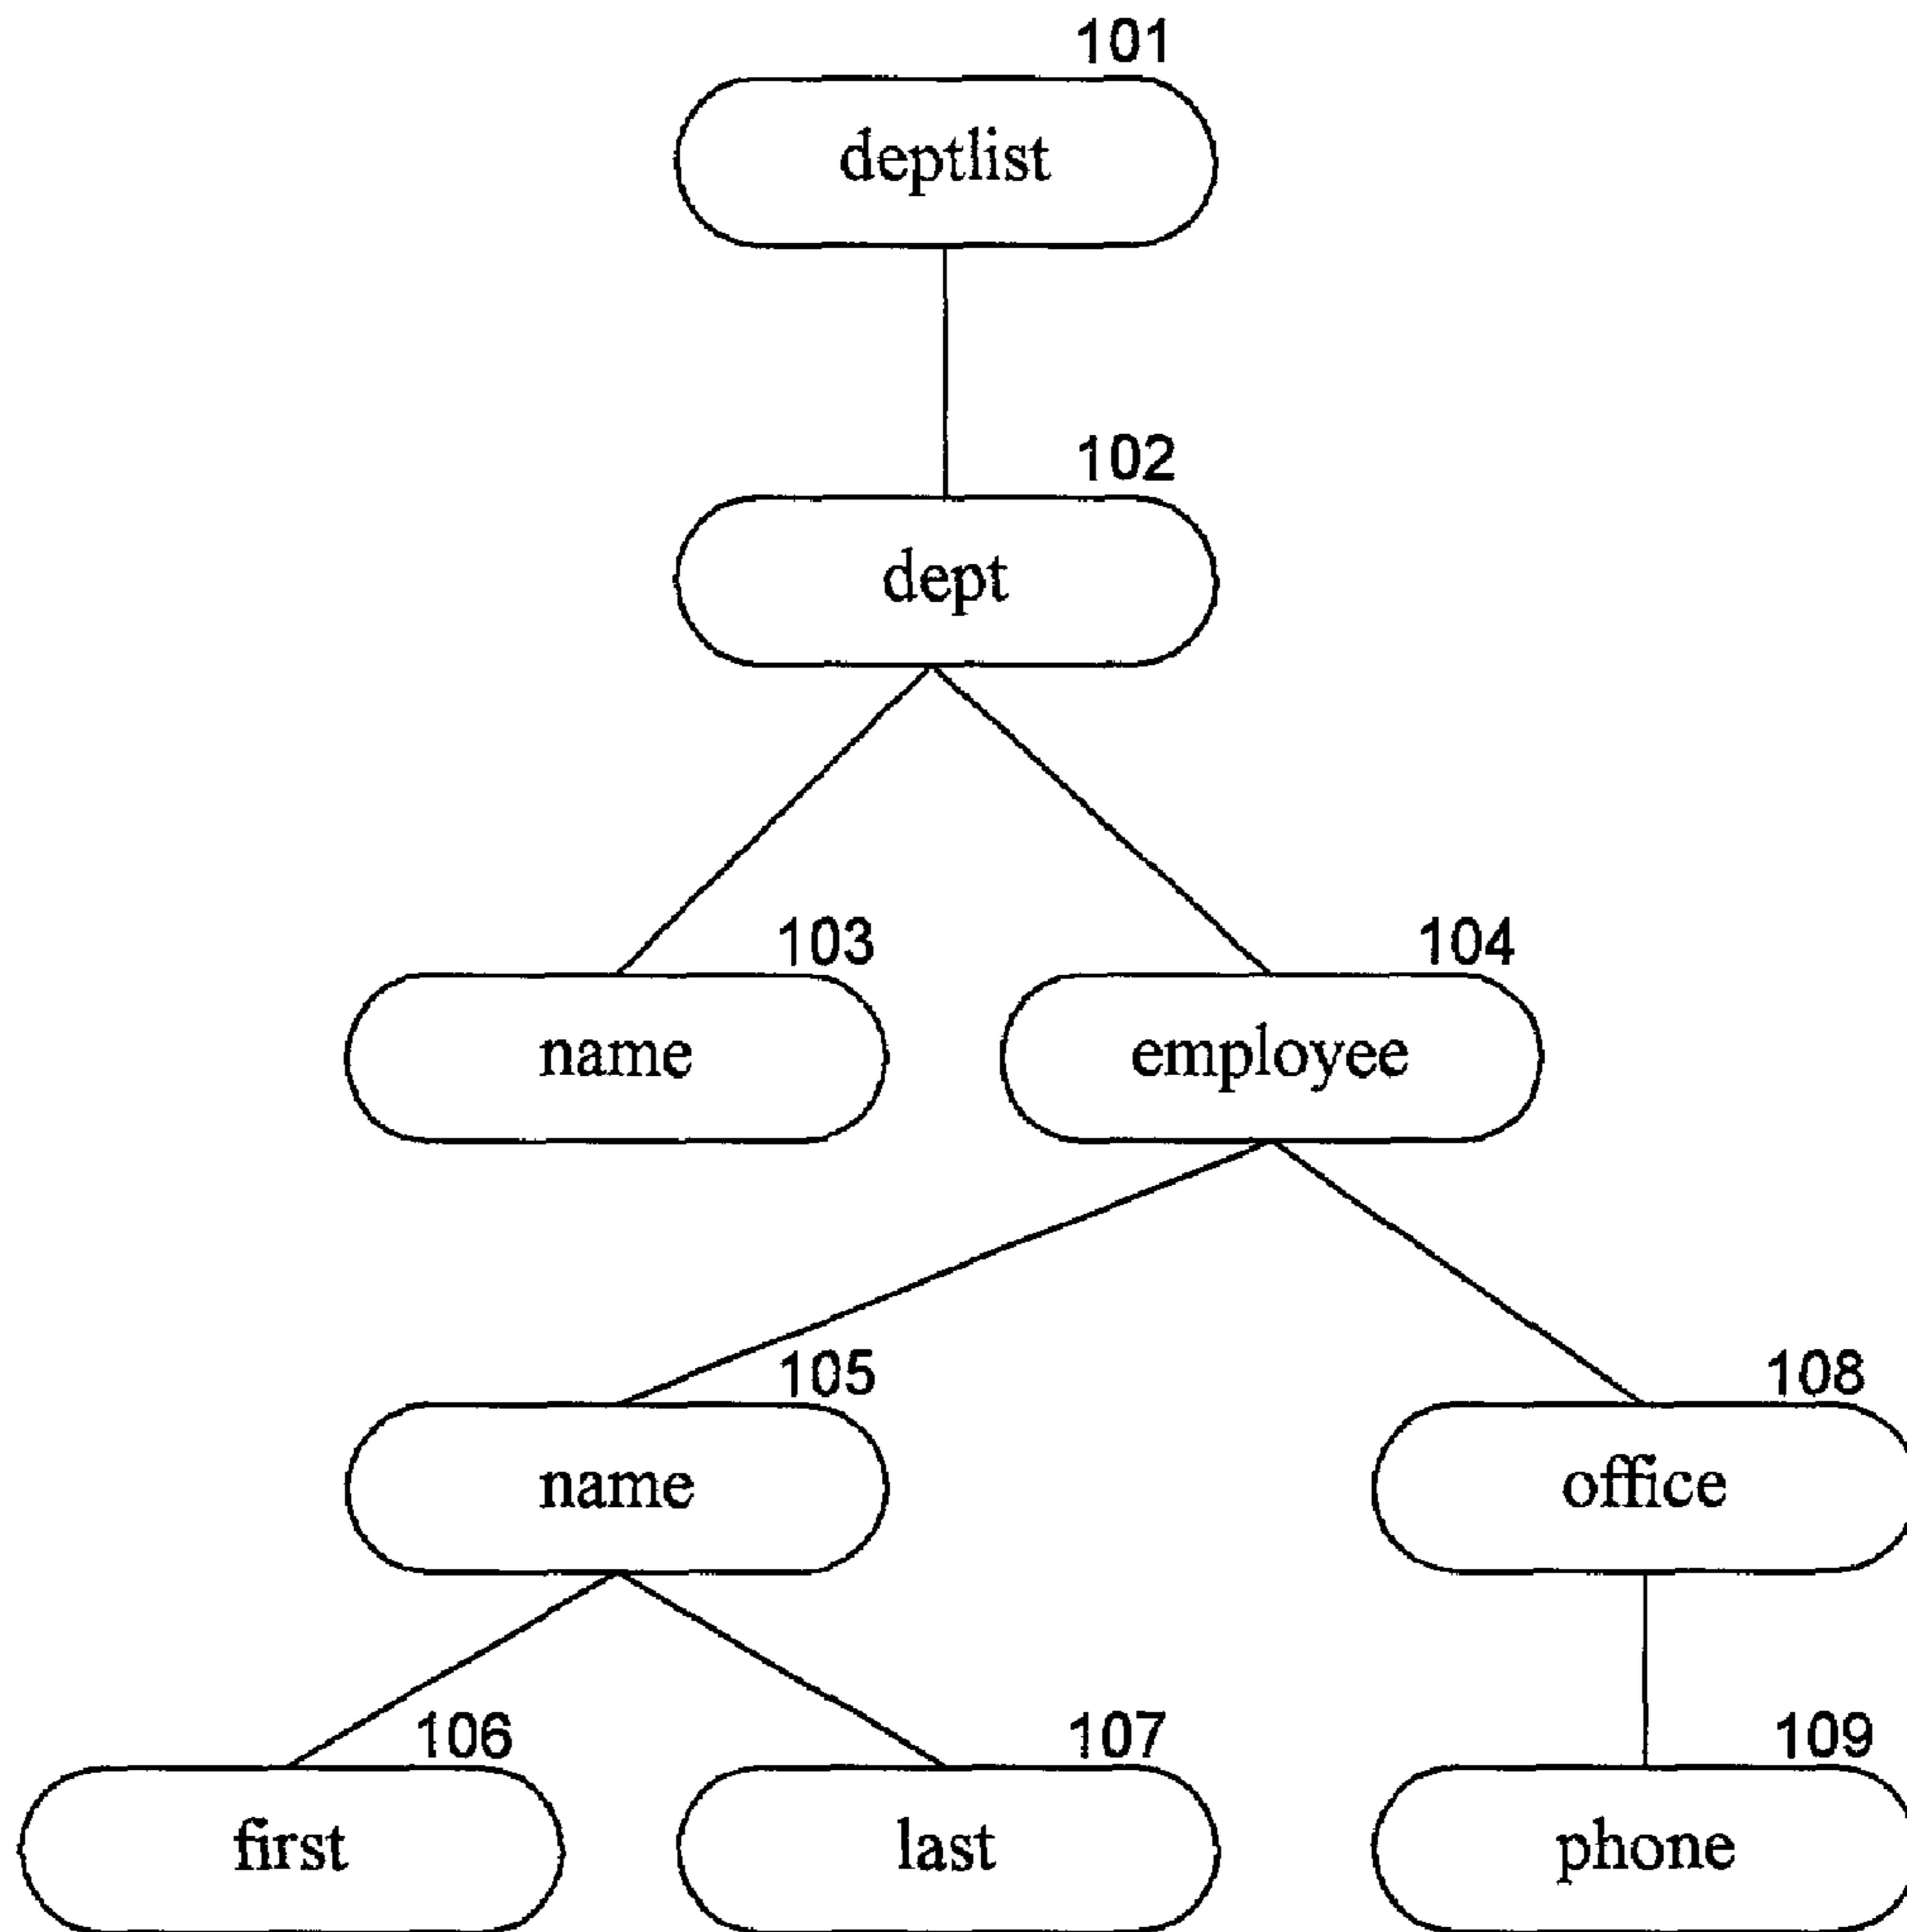 101
deptlist
102
dept
103
104
name
employee
105
108
name
office
106
107
109
first
last
phone